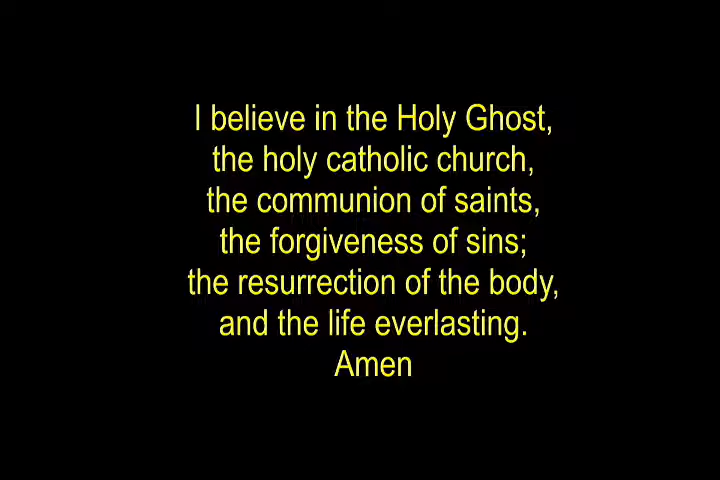 I believe in the Holy Ghost,
the holy catholic church,
the communion of saints,
the forgiveness of sins;
the resurrection of the body,
and the life everlasting.
Amen